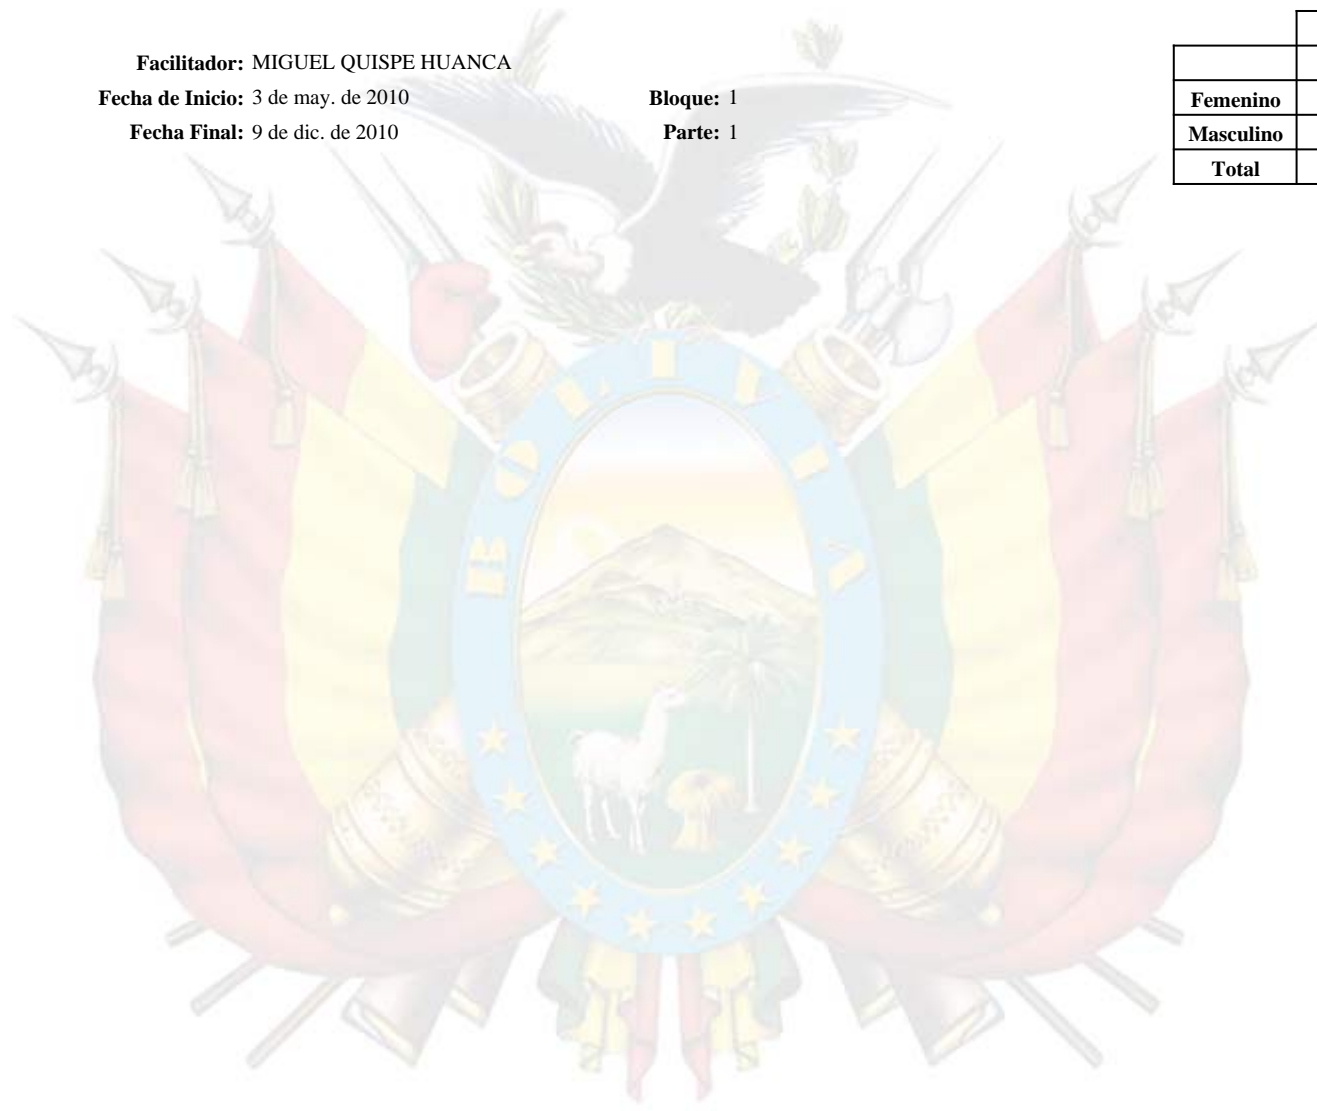 Facilitador: MIGUEL QUISPE HUANCA
Fecha de Inicio: 3 de may. de 2010
Bloque: 1
Fecha Final: 9 de dic. de 2010
Parte: 1
Femenino
Masculino
Total
BOLIVIA